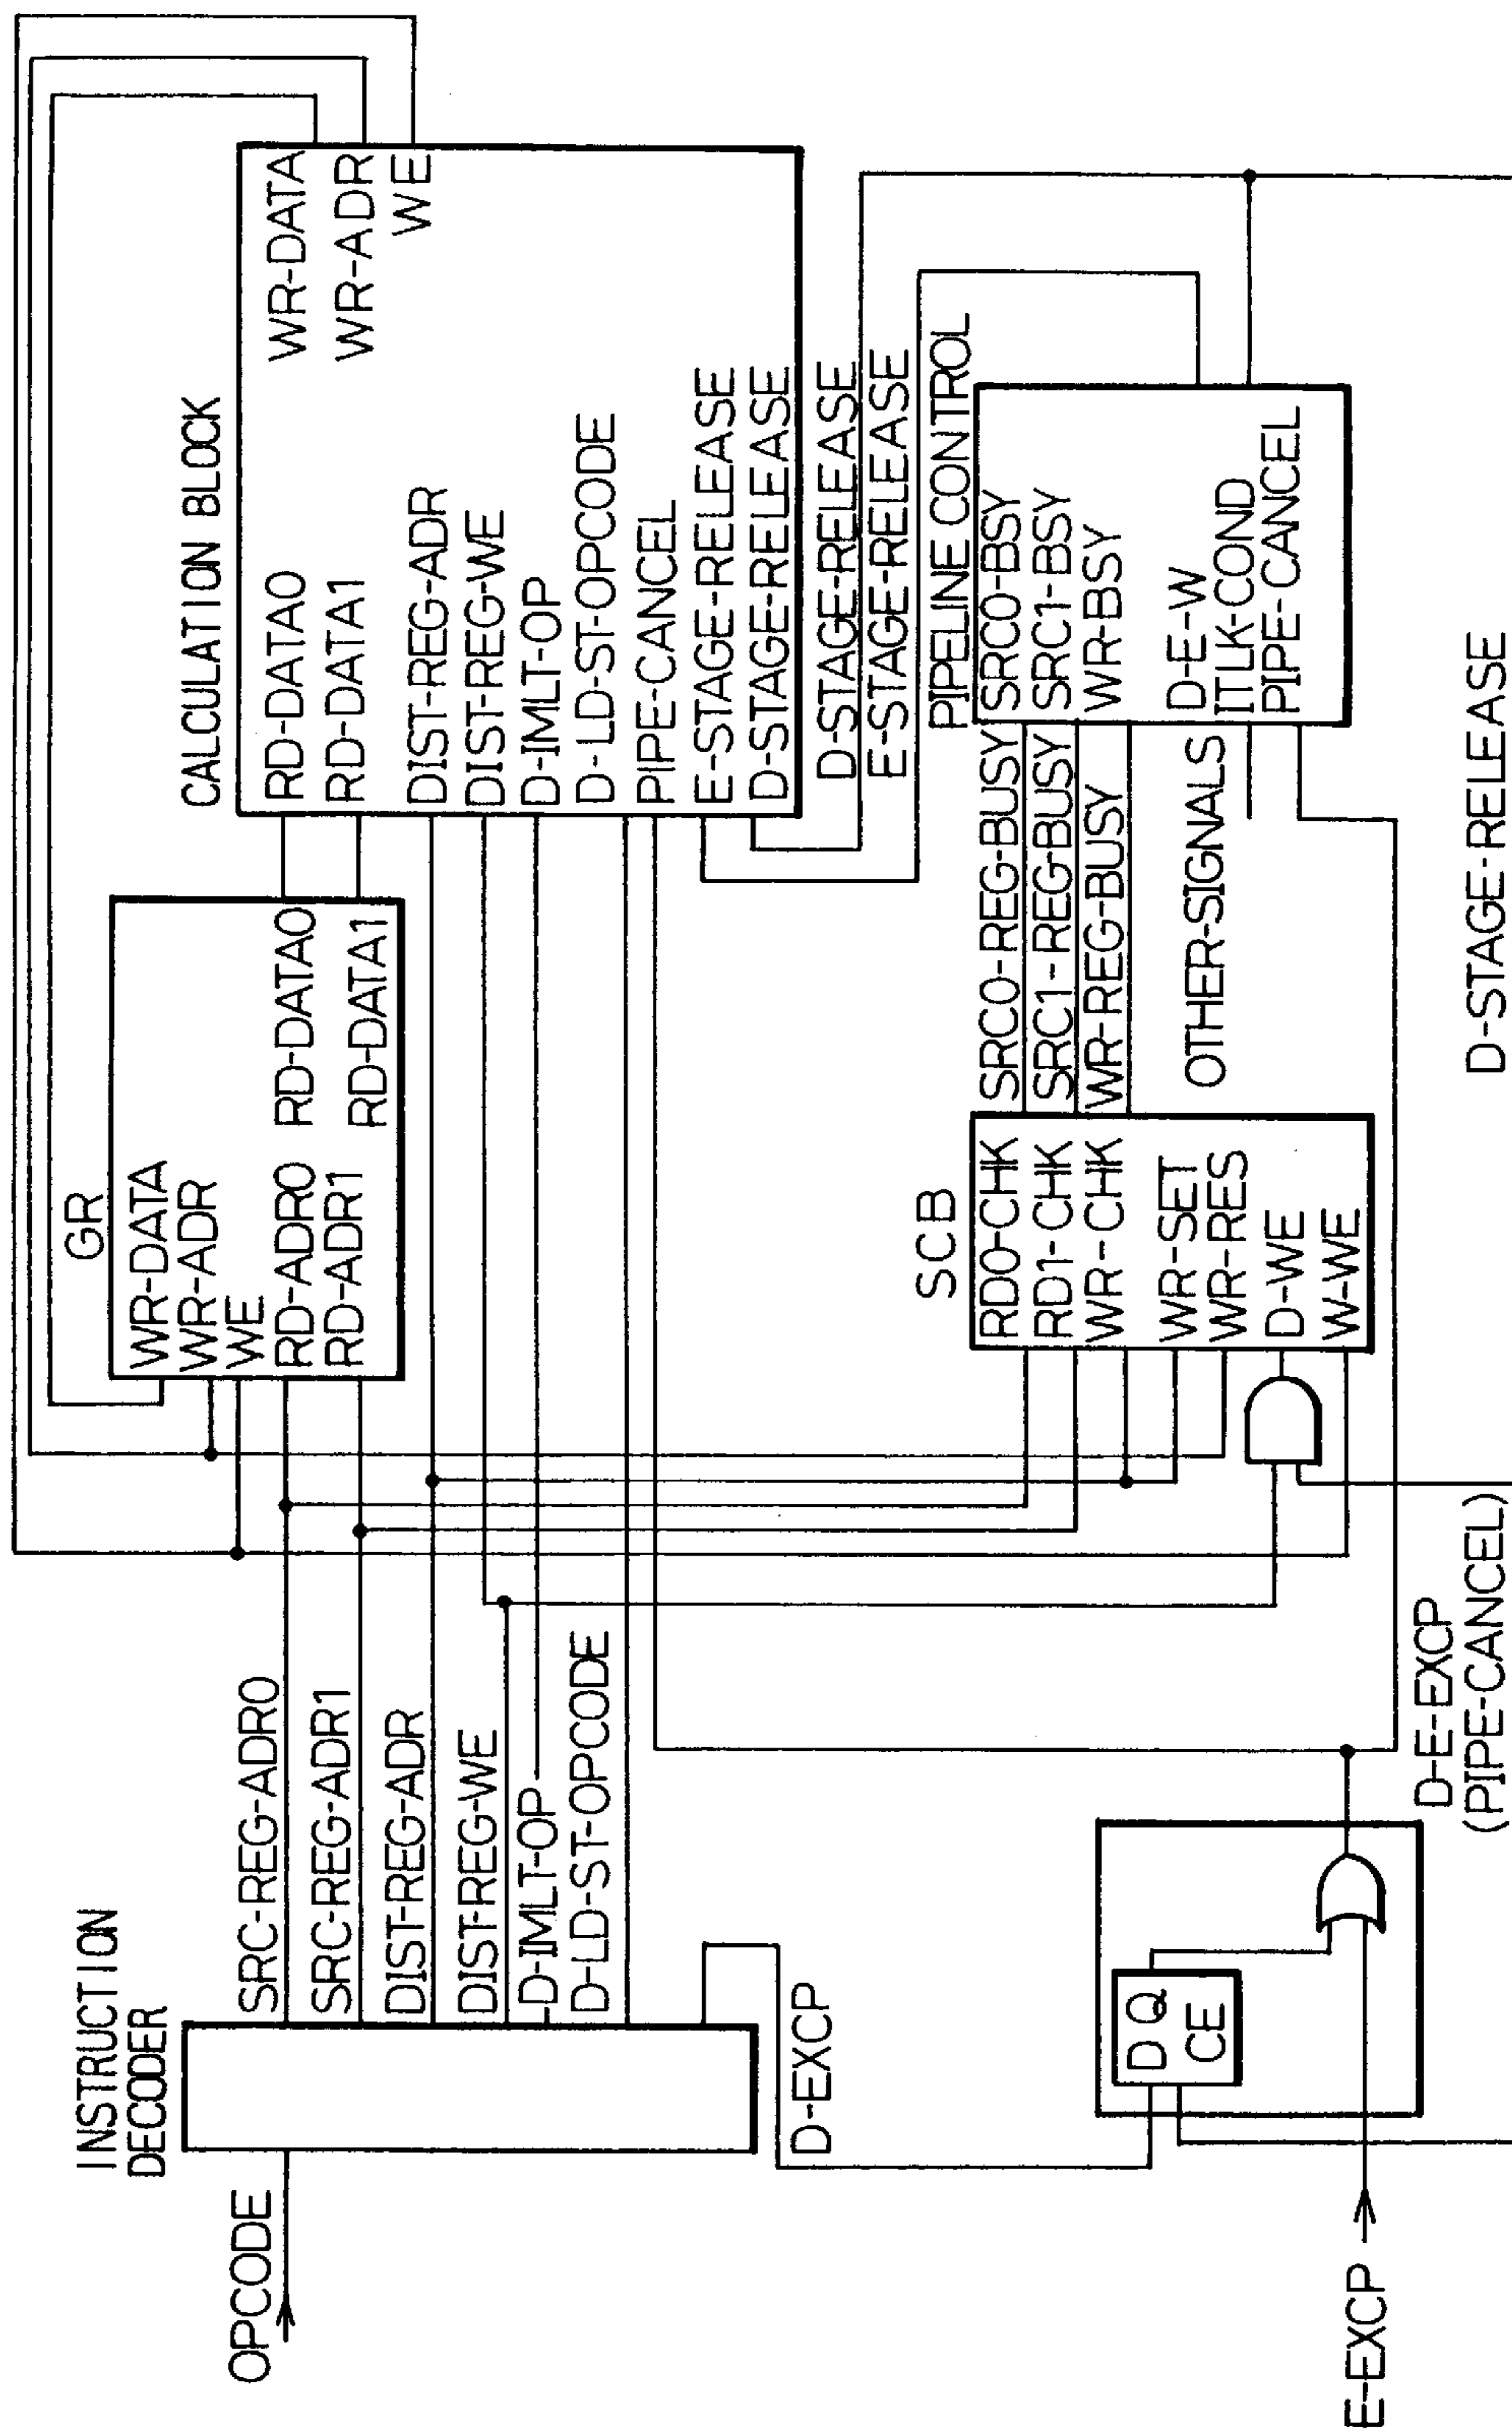 INSTRUCTION
DECODER
OPCODE
SRC-REG-ADR0
SRC-REG-ADR1
DIST-REG-ADR
DIST-REG-WE
D-IMLT-OP
D-LD-ST-OPCODE
D-EXCP
GR
WR-DATA
WR-ADR
WE
RD-ADR0
RD-ADR1
RD-DATA0
RD-DATA1
CALCULATION BLOCK
RD-DATA0
RD-DATA1
DIST-REG-ADR
DIST-REG-WE
D-IMLT-OP
D-LD-ST-OPCODE
PIPE-CANCEL
E-STAGE-RELEASE
D-STAGE-RELEASE
WR-DATA
WR-ADR
WE
D-STAGE-RELEASE
E-STAGE-RELEASE
PIPELINE CONTROL
SRC0-BSY
SRC1-BSY
WR-BSY
D-E-W
ITLK-COND
PIPE-CANCEL
SRC0-REG-BUSY
SRC1-REG-BUSY
WR-REG-BUSY
OTHER-SIGNALS
SCB
RD0-CHK
RD1-CHK
WR-CHK
WR-SET
WR-RES
D-WE
W-WE
D Q
CE
E-EXCP
D-E-EXCP
(PIPE-CANCEL)
D-STAGE-RELEASE